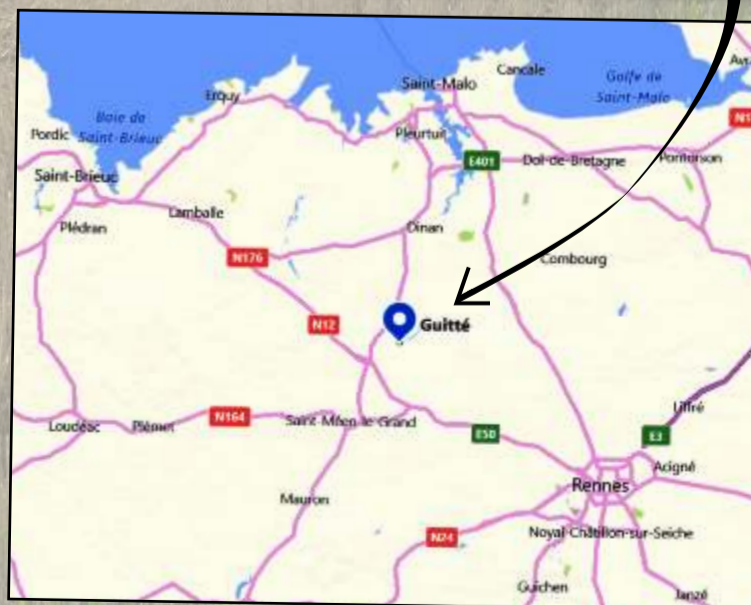 Saint-Malo
Cancale
Golfe de
Saint-Malo
Erquy
Baie de
Saint-Brieuc
Pordic
Pleurtuit
E401
Dol-de-Bretagne
Pontorson
Saint-Brieuc
Lamballe
Plédran
Dinan
N176
Combourg
N12
Guitté
Liffré
Loudéac
Plémet
N164
Saint-Méen-le-Grand
E50
E3
Acigné
Rennes
Mauron
N24
Noyal-Châtillon-sur-Seiche
Guichen
Janzé